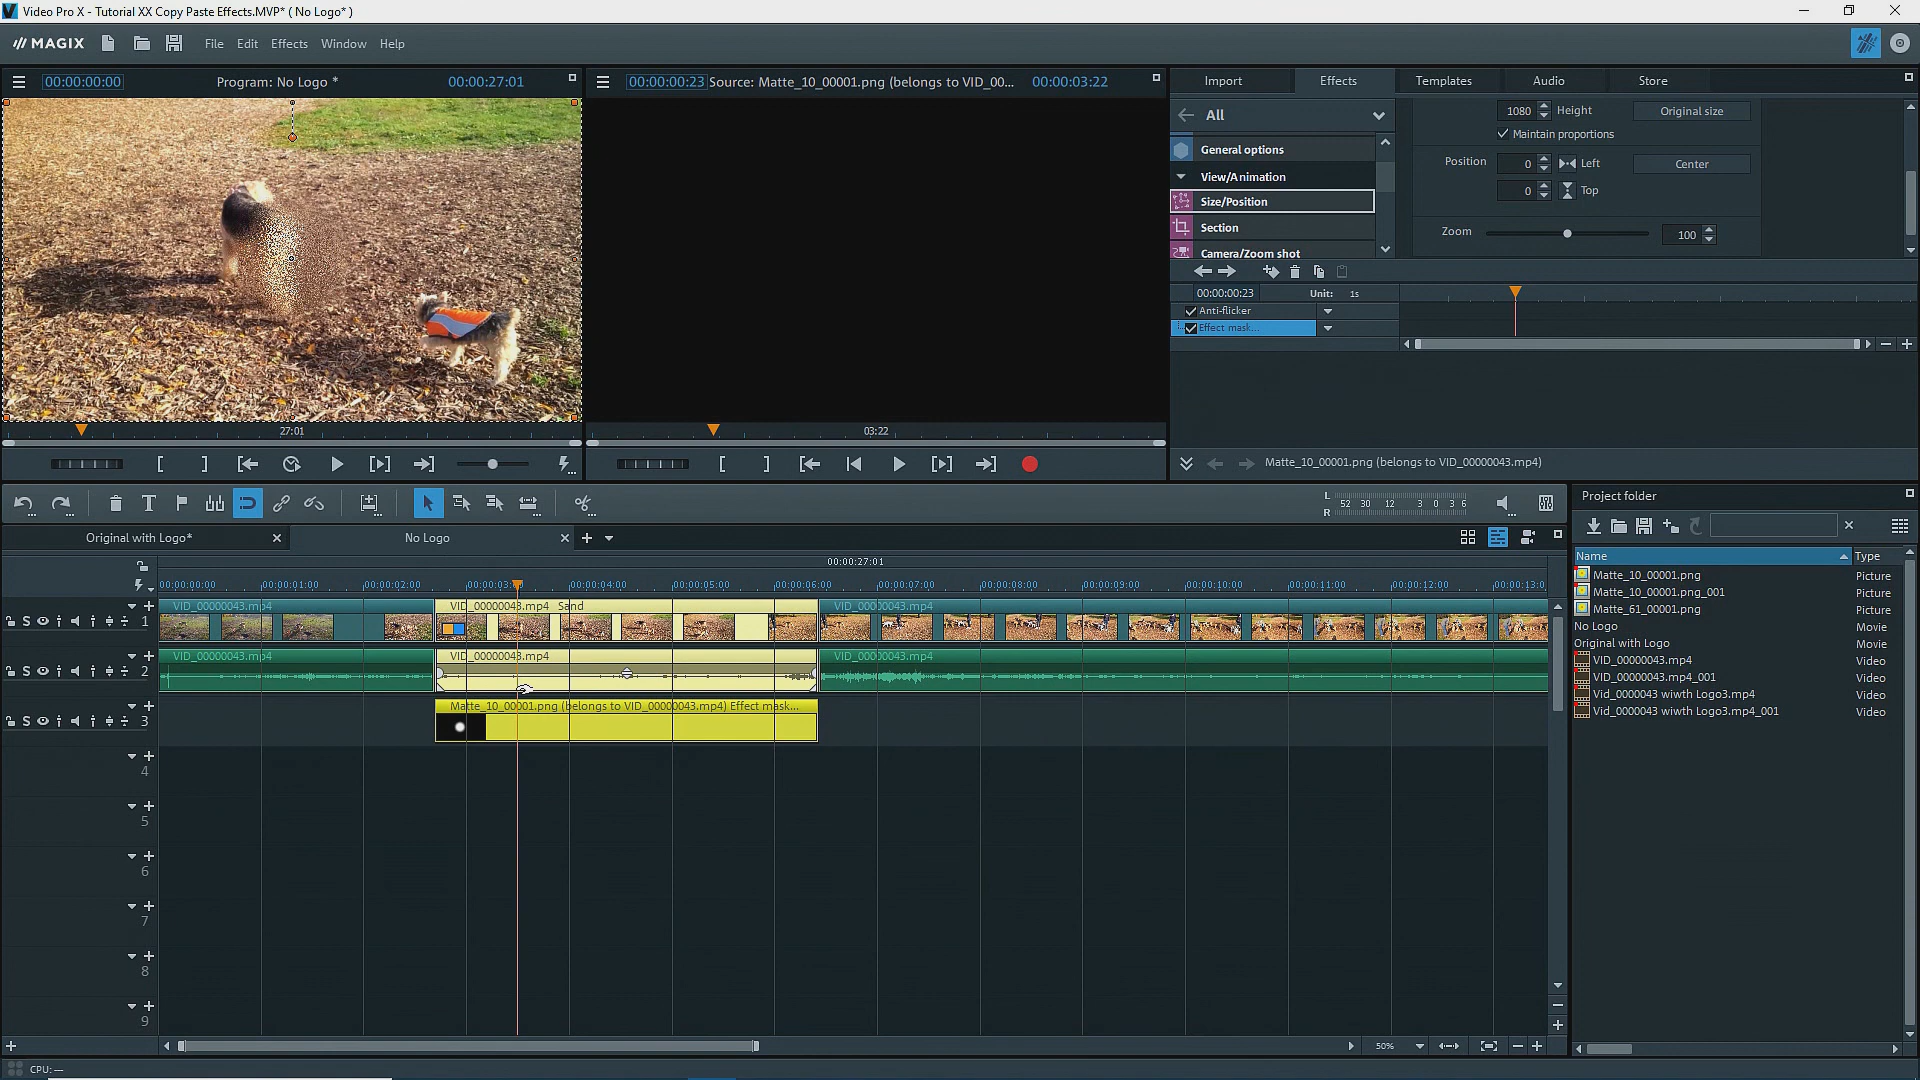 Video Pro X - Tutorial XX Copy Paste Effects.MVP* ( No Logo* )
MAGIX File Edit Effects Window Help
00:00:00:00 Program: No Logo * 00:00:27:01
00:00:00:23 Source: Matte_10_00001.png (belongs to VID_00... 00:00:03:22
Import Effects Templates Audio Store
All
General options
View/Animation
Size/Position
Section
Camera/Zoom shot
1080 Height Original size
Maintain proportions
Position 0 Left Center
0 Top
Zoom 100
00:00:00:23 Unit: 1s
Anti-flicker
Effect mask...
27:01
03:22
Matte_10_00001.png (belongs to VID_00000043.mp4)
L
R
52 30 12 3 0 3 6
Original with Logo*
No Logo
00:00:27:01
00:00:00:00 00:00:01:00 00:00:02:00 00:00:03:00 00:00:04:00 00:00:05:00 00:00:06:00 00:00:07:00 00:00:08:00 00:00:09:00 00:00:10:00 00:00:11:00 00:00:12:00 00:00:13:0
VID_00000043.mp4 VID_00000043.mp4 Sand VID_00000043.mp4
S 1
VID_00000043.mp4 VID_00000043.mp4 VID_00000043.mp4
S 2
Matte_10_00001.png (belongs to VID_00000043.mp4) Effect mask...
S 3
4
5
6
7
8
9
50%
CPU: —
Project folder
Name Type
Matte_10_00001.png Picture
Matte_10_00001.png_001 Picture
Matte_61_00001.png Picture
No Logo Movie
Original with Logo Movie
VID_00000043.mp4 Video
VID_00000043.mp4_001 Video
Vid_0000043 wiwth Logo3.mp4 Video
Vid_0000043 wiwth Logo3.mp4_001 Video